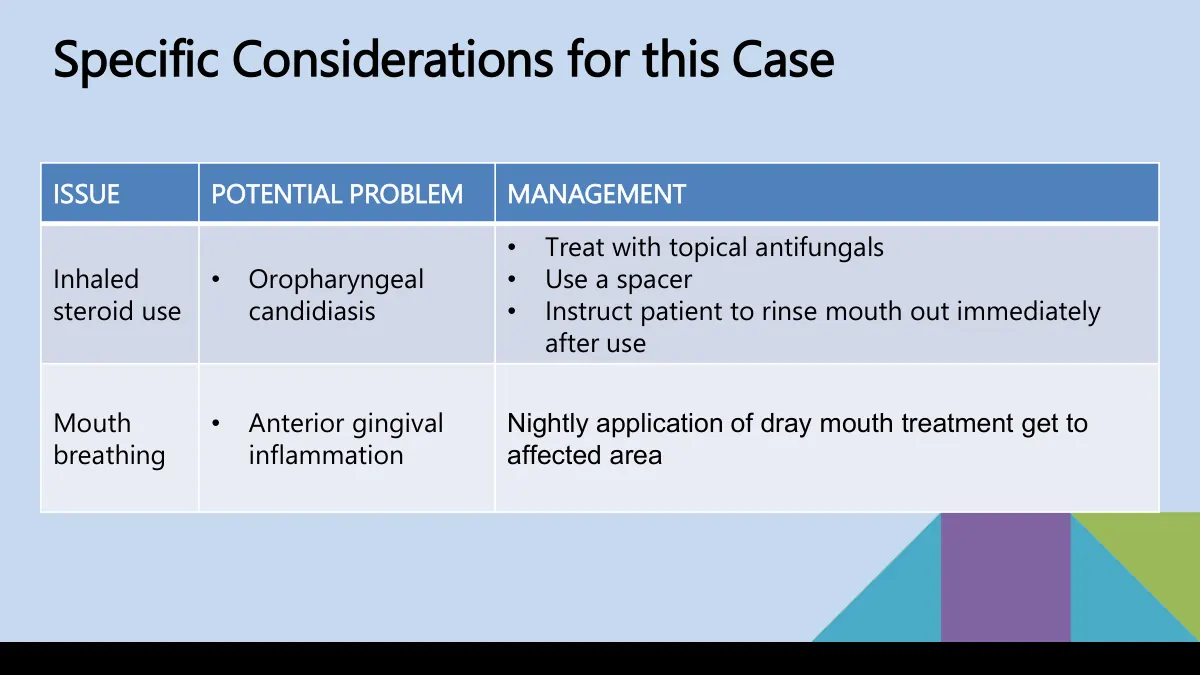 Specific Considerations for this Case
ISSUE
POTENTIAL PROBLEM
MANAGEMENT
Inhaled
steroid use
• Oropharyngeal
candidiasis
• Treat with topical antifungals
• Use a spacer
• Instruct patient to rinse mouth out immediately
after use
Mouth
breathing
• Anterior gingival
inflammation
Nightly application of dray mouth treatment get to
affected area